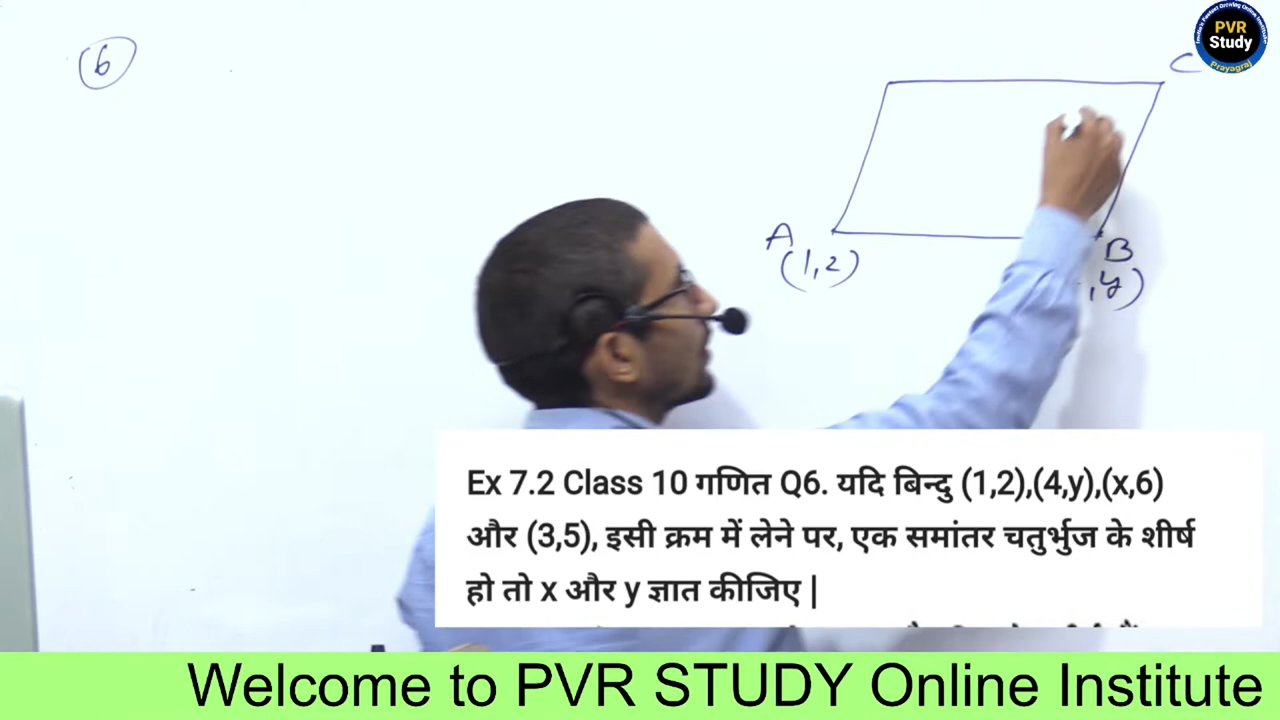 6
PVR
Study
Prayagraj
C
A
(1,2)
B
,y)
Ex 7.2 Class 10 गणित Q6. यदि बिन्दु (1,2),(4,y),(x,6)
और (3,5), इसी क्रम में लेने पर, एक समांतर चतुर्भुज के शीर्ष
हो तो x और y ज्ञात कीजिए |
Welcome to PVR STUDY Online Institute